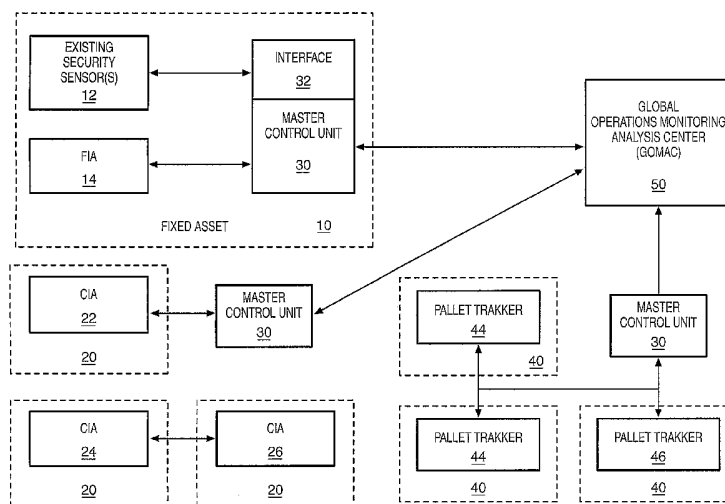 EXISTING
SECURITY
SENSOR(S)
12
INTERFACE
32
MASTER
CONTROL UNIT
30
FIA
14
FIXED ASSET
10
GLOBAL
OPERATIONS MONITORING
ANALYSIS CENTER
(GOMAC)
50
CIA
22
20
MASTER
CONTROL UNIT
30
PALLET TRAKKER
44
40
MASTER
CONTROL UNIT
30
CIA
24
20
CIA
26
20
PALLET TRAKKER
44
40
PALLET TRAKKER
46
40